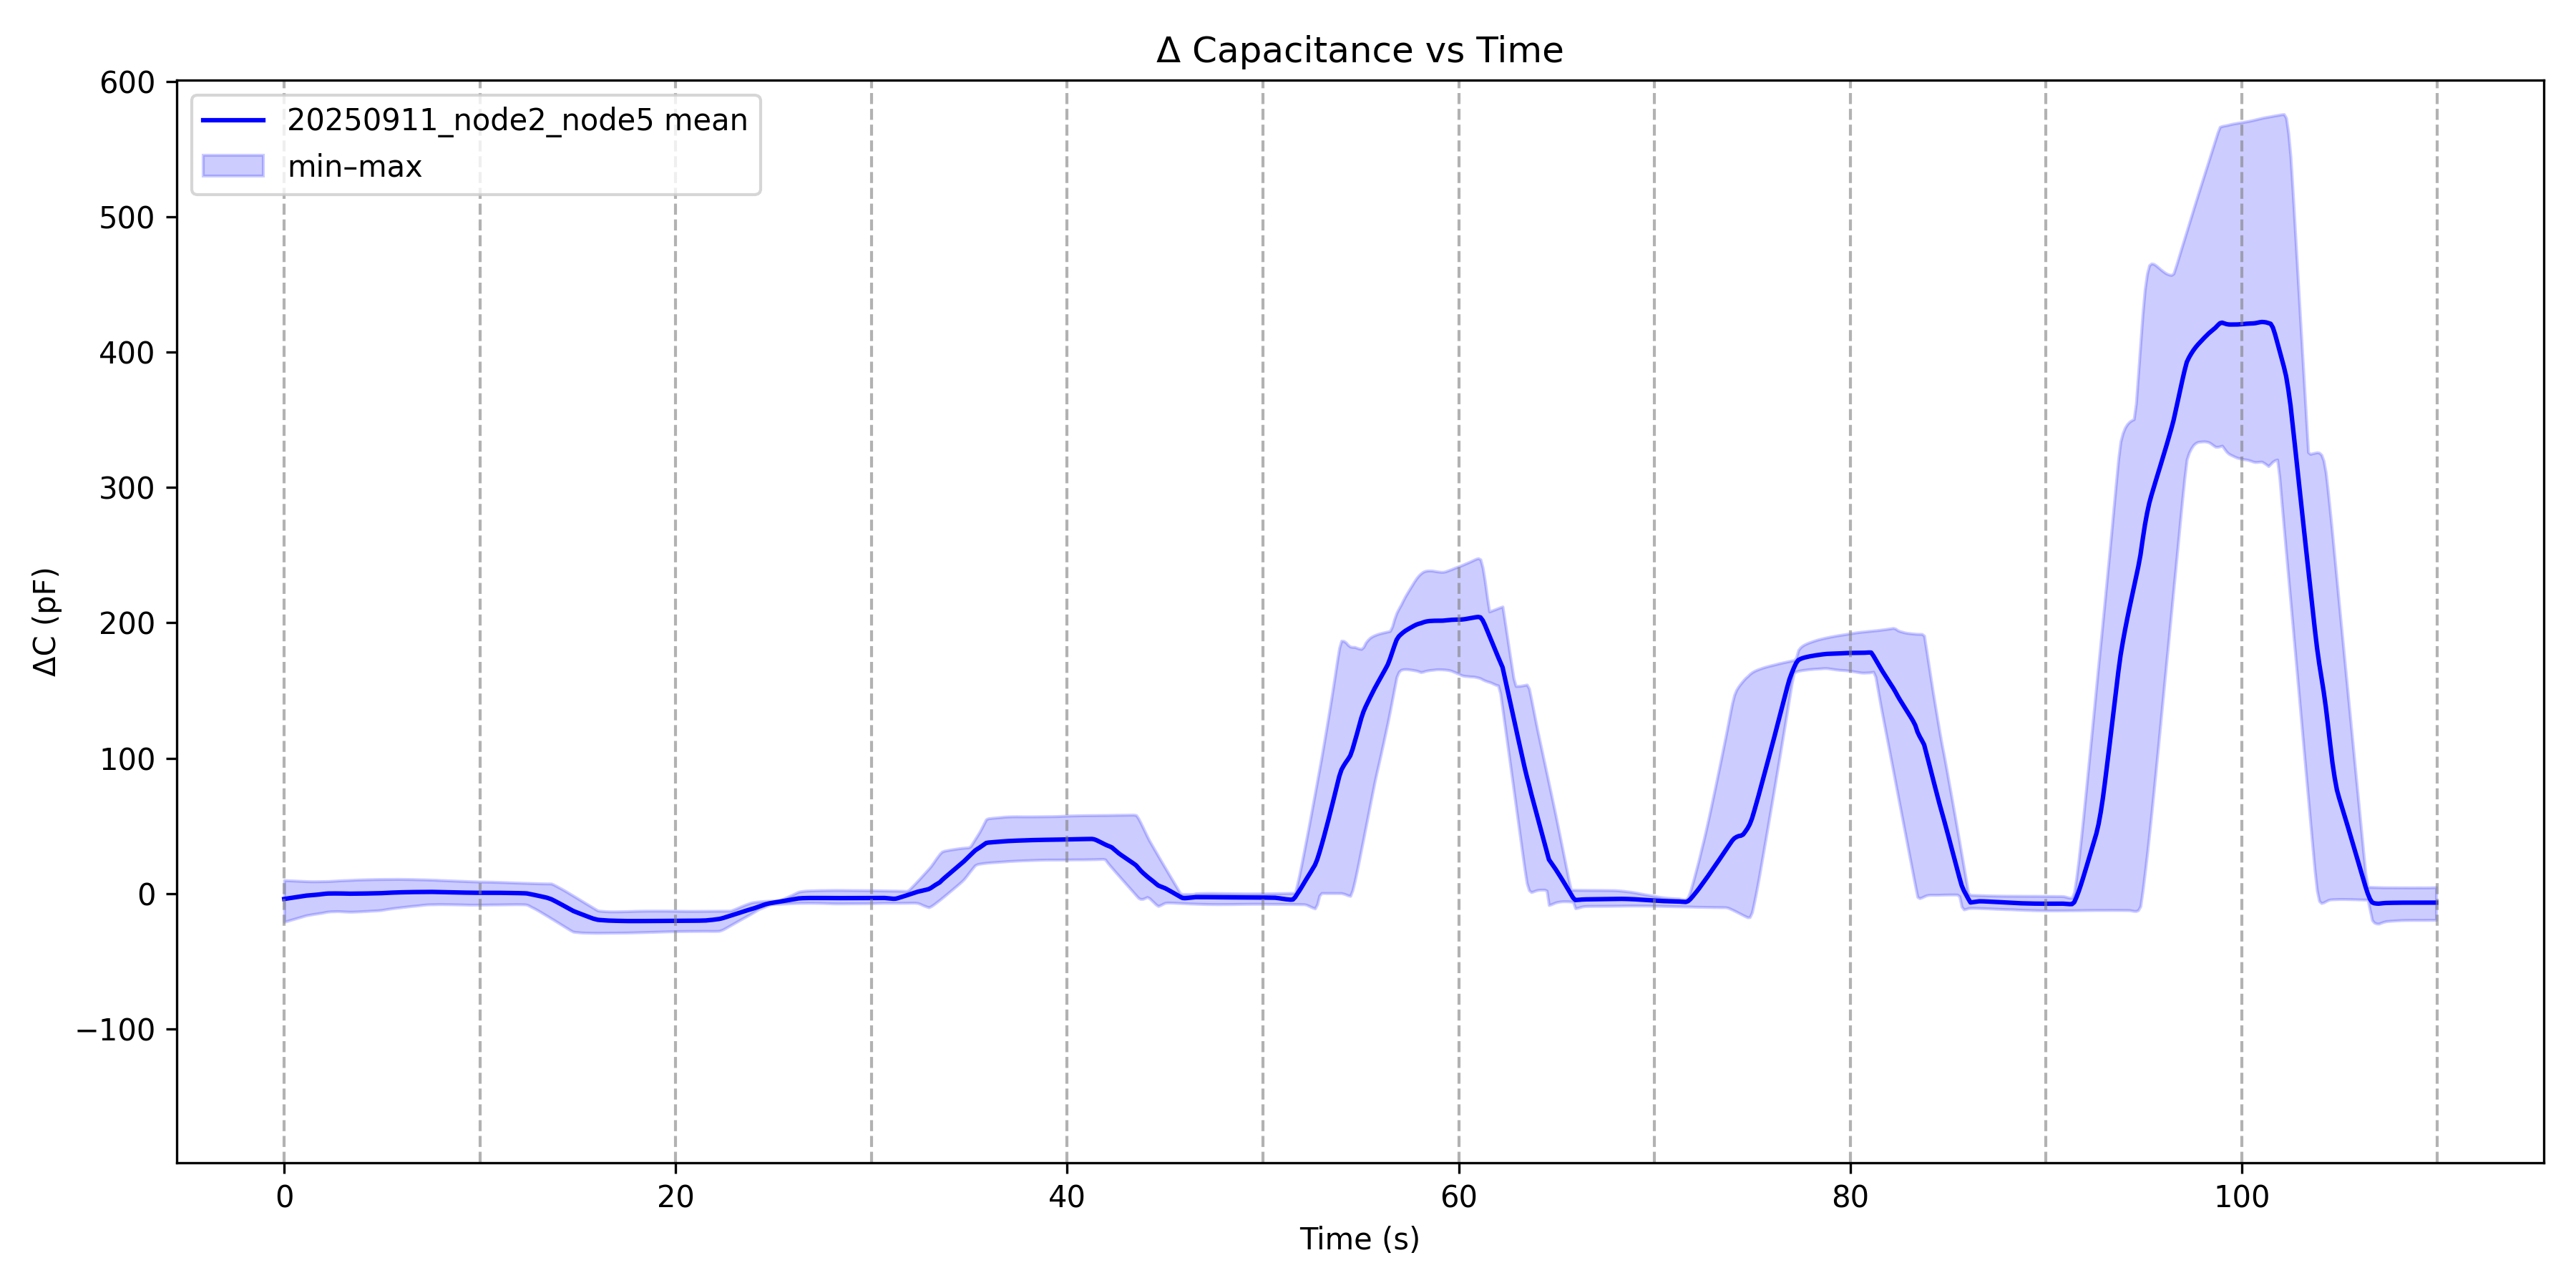 Δ Capacitance vs Time
20250911_node2_node5 mean
min–max
600
500
400
300
200
100
0
−100
ΔC (pF)
0 20 40 60 80 100
Time (s)